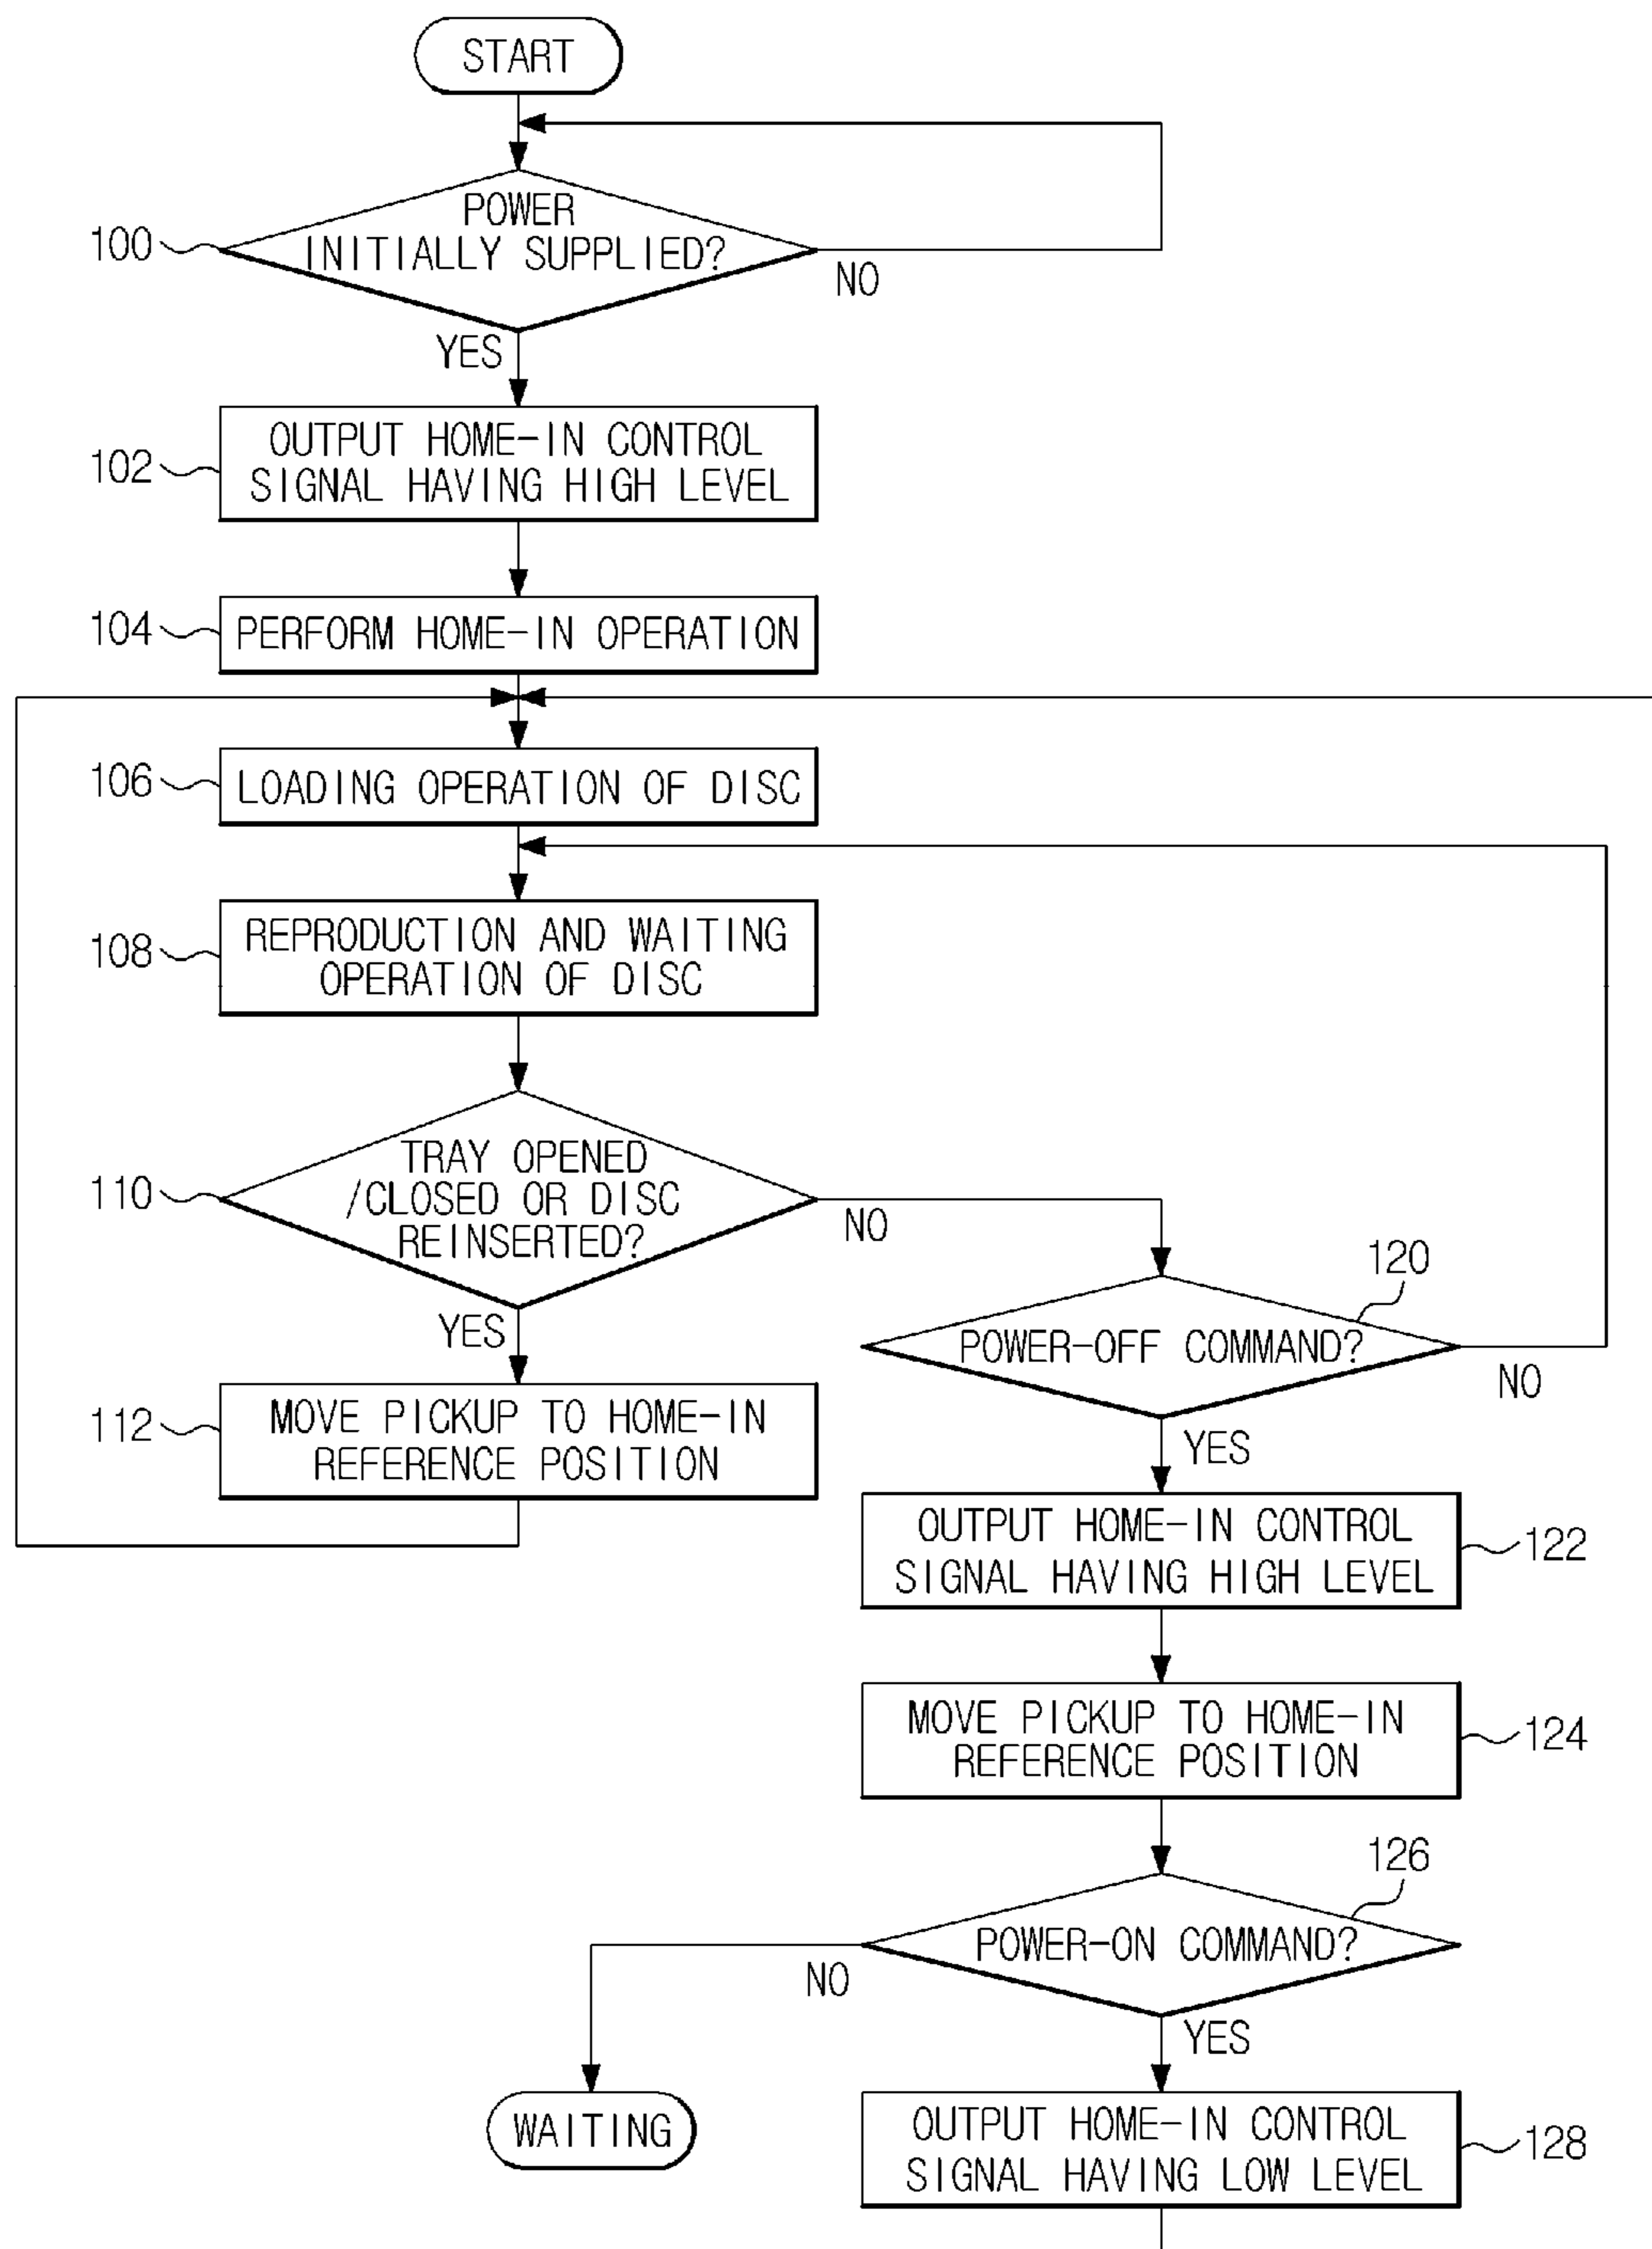 START
POWER
INITIALLY SUPPLIED?
100
NO
YES
OUTPUT HOME-IN CONTROL
SIGNAL HAVING HIGH LEVEL
102
PERFORM HOME-IN OPERATION
104
LOADING OPERATION OF DISC
106
REPRODUCTION AND WAITING
OPERATION OF DISC
108
TRAY OPENED
/CLOSED OR DISC
REINSERTED?
110
NO
YES
MOVE PICKUP TO HOME-IN
REFERENCE POSITION
112
120
POWER-OFF COMMAND?
NO
YES
OUTPUT HOME-IN CONTROL
SIGNAL HAVING HIGH LEVEL
122
MOVE PICKUP TO HOME-IN
REFERENCE POSITION
124
126
POWER-ON COMMAND?
NO
YES
WAITING
OUTPUT HOME-IN CONTROL
SIGNAL HAVING LOW LEVEL
128